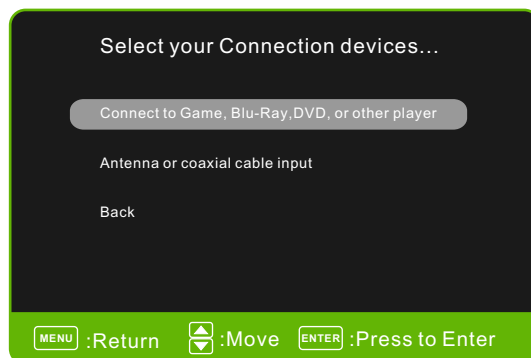 Select your Connection devices...
Connect to Game, Blu-Ray,DVD, or other player
Antenna or coaxial cable input
Back
MENU :Return :Move ENTER :Press to Enter